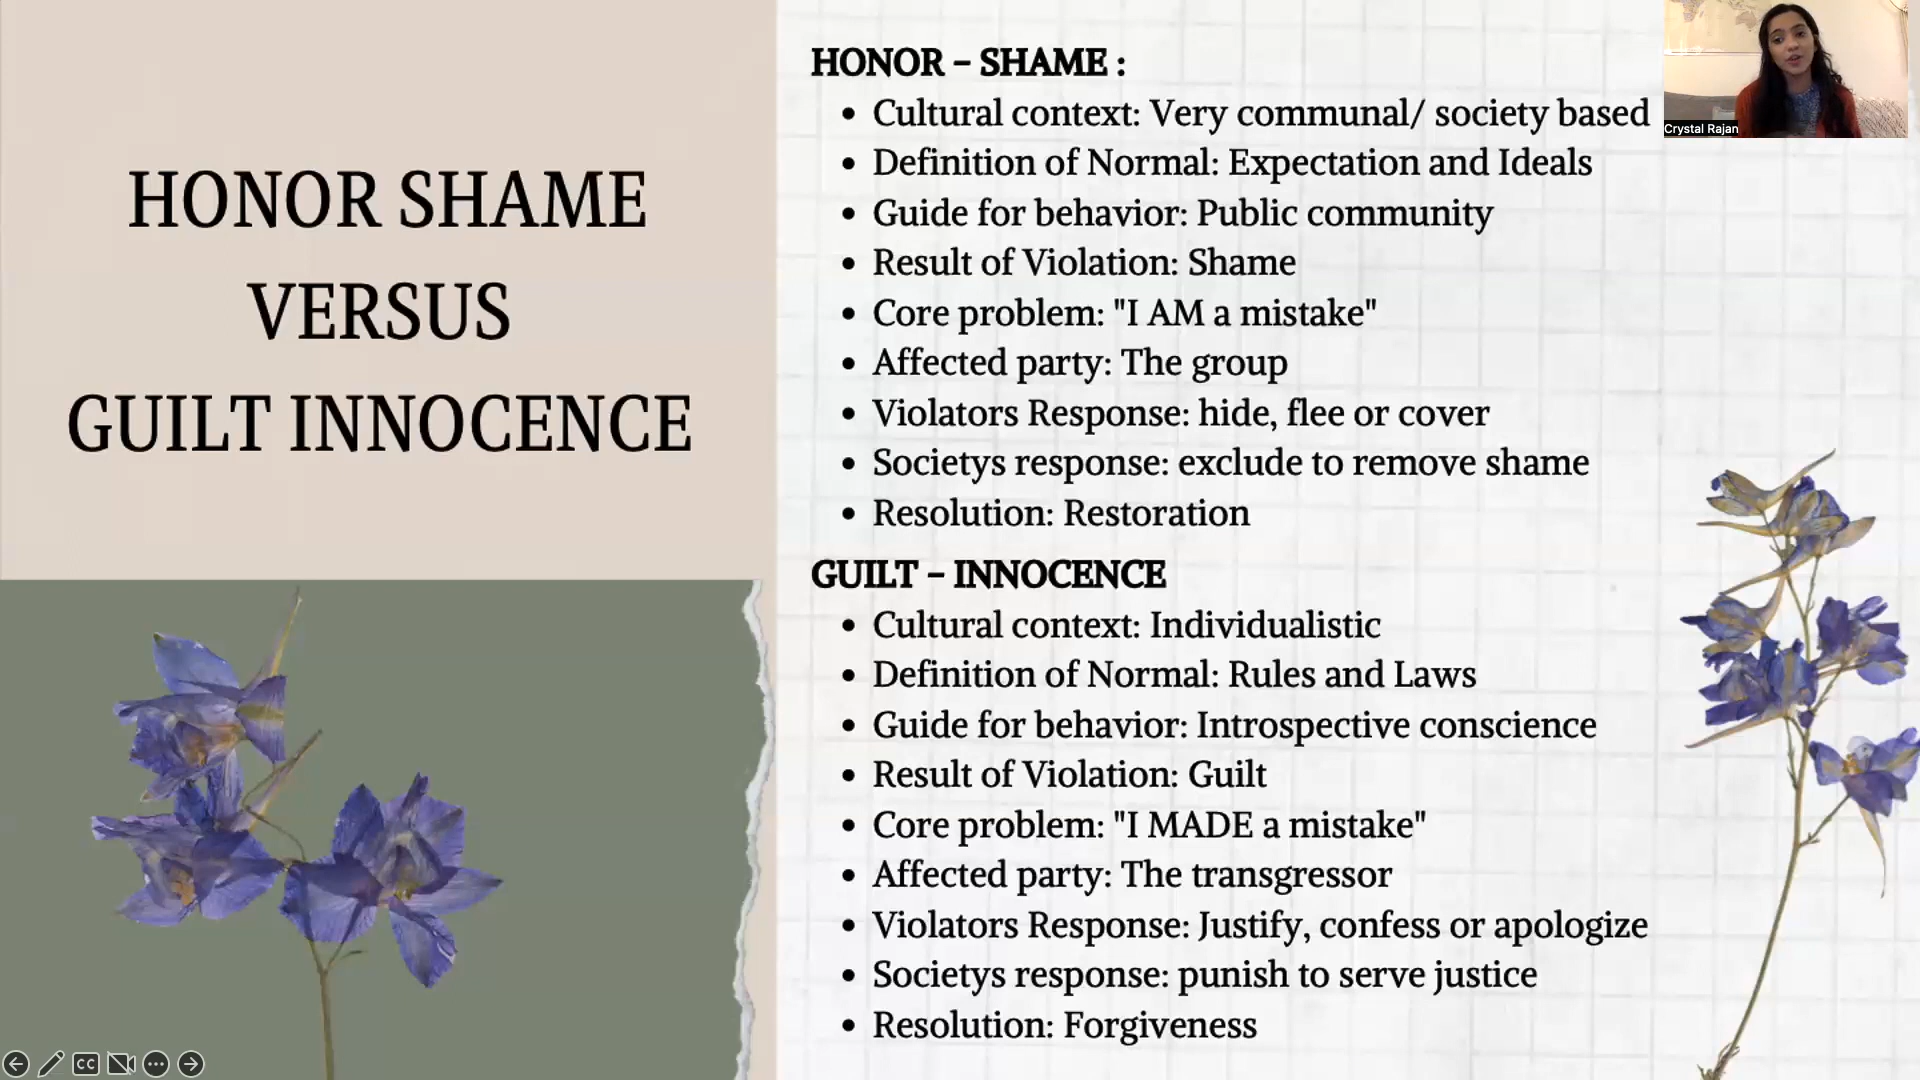 HONOR SHAME
VERSUS
GUILT INNOCENCE
HONOR – SHAME :
• Cultural context: Very communal/ society based
• Definition of Normal: Expectation and Ideals
• Guide for behavior: Public community
• Result of Violation: Shame
• Core problem: "I AM a mistake"
• Affected party: The group
• Violators Response: hide, flee or cover
• Societys response: exclude to remove shame
• Resolution: Restoration
GUILT – INNOCENCE
• Cultural context: Individualistic
• Definition of Normal: Rules and Laws
• Guide for behavior: Introspective conscience
• Result of Violation: Guilt
• Core problem: "I MADE a mistake"
• Affected party: The transgressor
• Violators Response: Justify, confess or apologize
• Societys response: punish to serve justice
• Resolution: Forgiveness
Crystal Rajan
CC